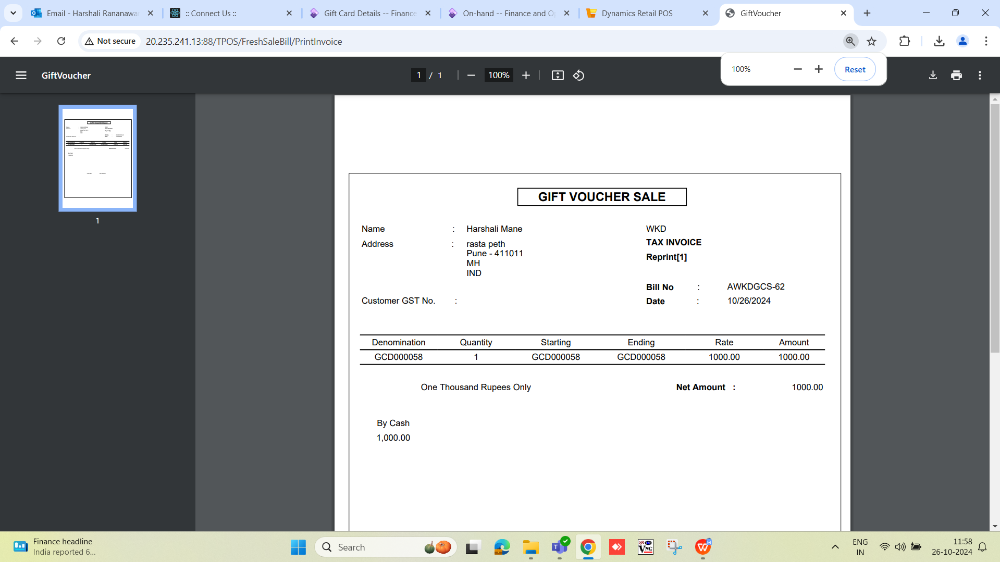 Email - Harshali Rananawa
:: Connect Us ::
Gift Card Details -- Finance
On-hand -- Finance and O
Dynamics Retail POS
GiftVoucher
Not secure
20.235.241.13:88/TPOS/FreshSaleBill/PrintInvoice
GiftVoucher
1 / 1
100%
100%
Reset
1
GIFT VOUCHER SALE
Name : Harshali Mane
WKD
Address : rasta peth
TAX INVOICE
Pune - 411011
Reprint[1]
MH
IND
Bill No : AWKDGCS-62
Customer GST No. :
Date : 10/26/2024
Denomination Quantity Starting Ending Rate Amount
GCD000058 1 GCD000058 GCD000058 1000.00 1000.00
One Thousand Rupees Only
Net Amount : 1000.00
By Cash
1,000.00
Finance headline
India reported 6...
Search
VNC
ENG
IN
11:58
26-10-2024